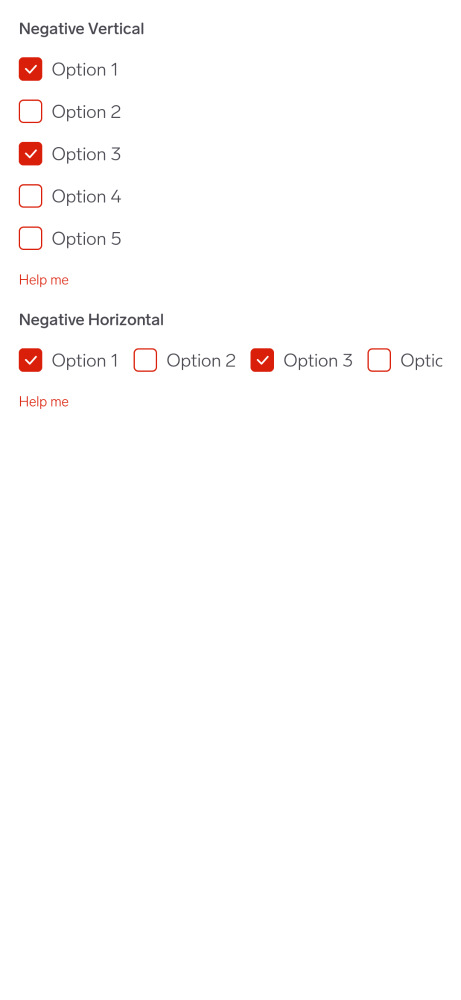 Negative Vertical
Option 1
Option 2
Option 3
Option 4
Option 5
Help me
Negative Horizontal
Option 1 Option 2 Option 3 Optic
Help me